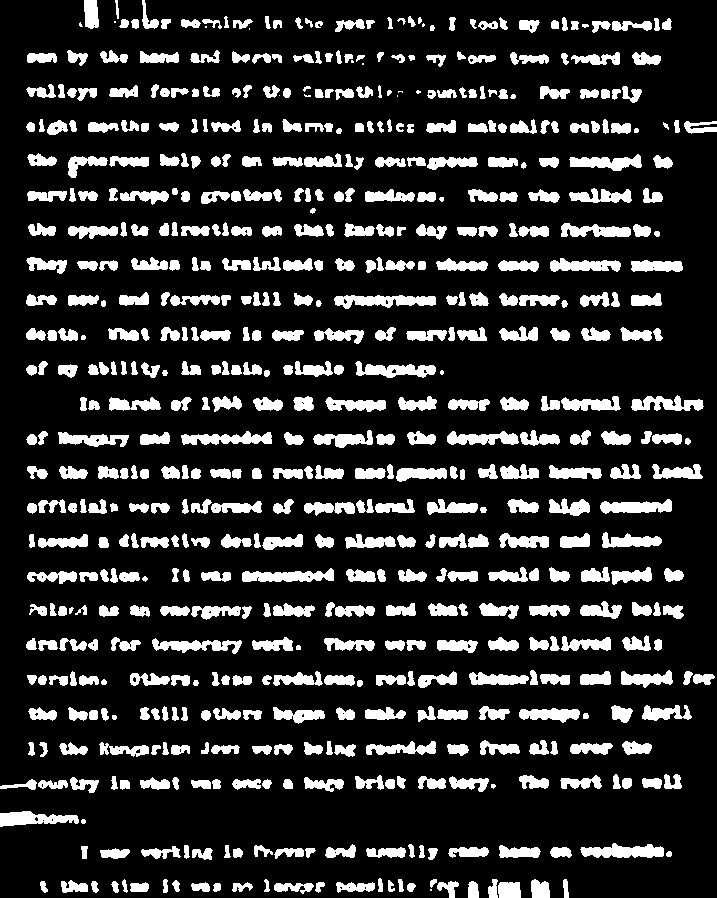 Easter morning in the year 1944, I took my six-year-old
son by the hand and began walking from my home town toward the
valleys and forests of the Carpathian Mountains. For nearly
eight months we lived in barns, attics and makeshift cabins. With
the generous help of an unusually courageous man, we managed to
survive Europe's greatest fit of madness. Those who walked in
the opposite direction on that Easter day were less fortunate.
They were taken in trainloads to places whose once obscure names
are now, and forever will be, synonymous with terror, evil and
death. What follows is our story of survival told to the best
of my ability, in plain, simple language.
In March of 1944 the SS troops took over the internal affairs
of Hungary and proceeded to organize the deportation of the Jews.
To the Nazis this was a routine assignment; within hours all local
officials were informed of operational plans. The high command
issued a directive designed to placate Jewish fears and induce
cooperation. It was announced that the Jews would be shipped to
Poland as an emergency labor force and that they were only being
drafted for temporary work. There were many who believed this
version. Others, less credulous, resigned themselves and hoped for
the best. Still others began to make plans for escape. By April
13 the Hungarian Jews were being rounded up from all over the
country in what was once a huge brick factory. The rest is well
known.
I was working in and usually came home on weekends.
t that time it was no longer possible for a Jew to